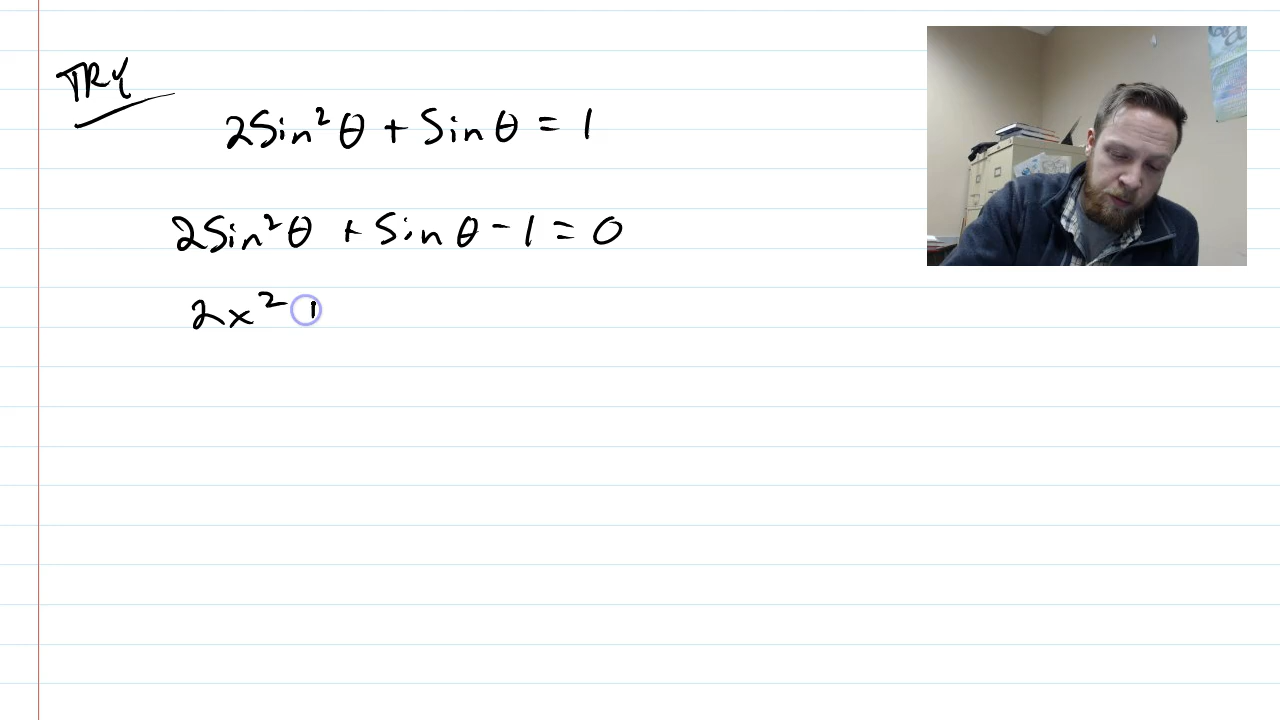 TRY
2Sin²θ + Sinθ = 1
2Sin²θ + Sinθ - 1 = 0
2x²